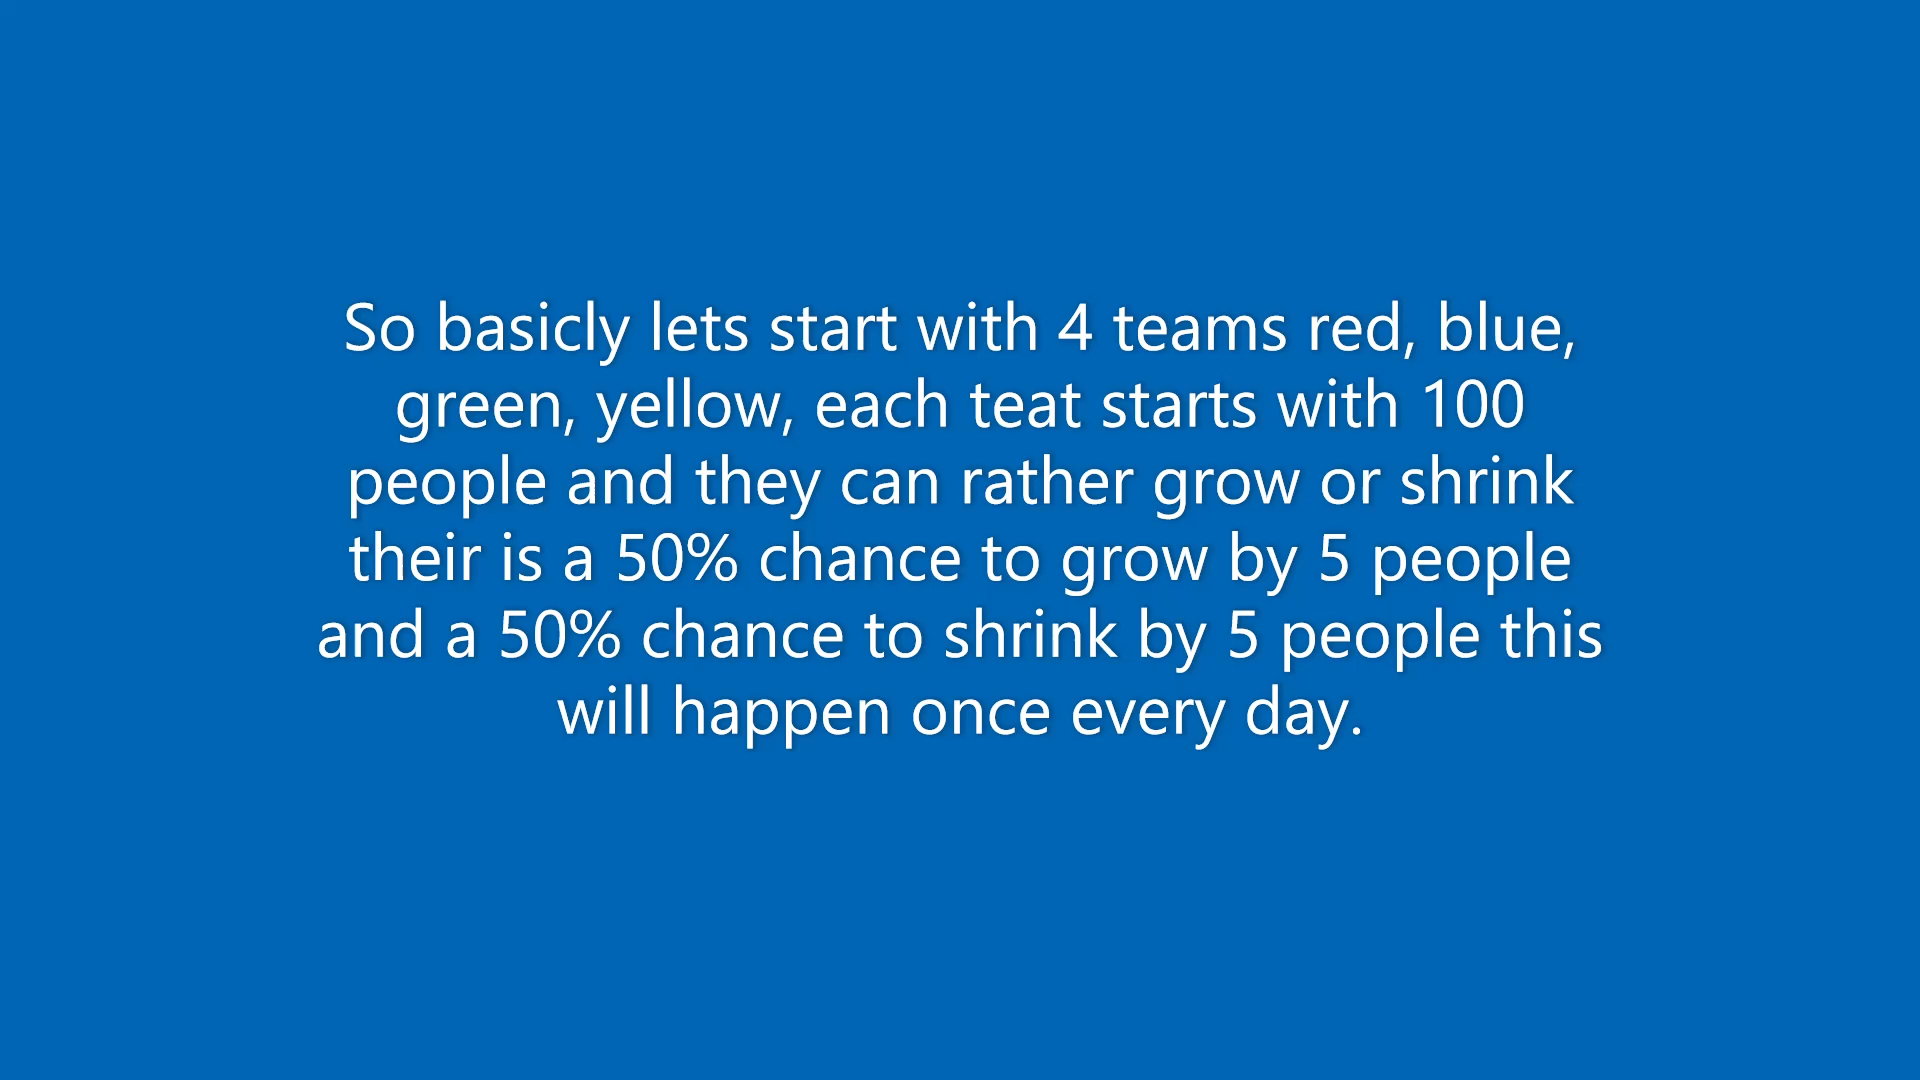 So basicly lets start with 4 teams red, blue,
green, yellow, each teat starts with 100
people and they can rather grow or shrink
their is a 50% chance to grow by 5 people
and a 50% chance to shrink by 5 people this
will happen once every day.